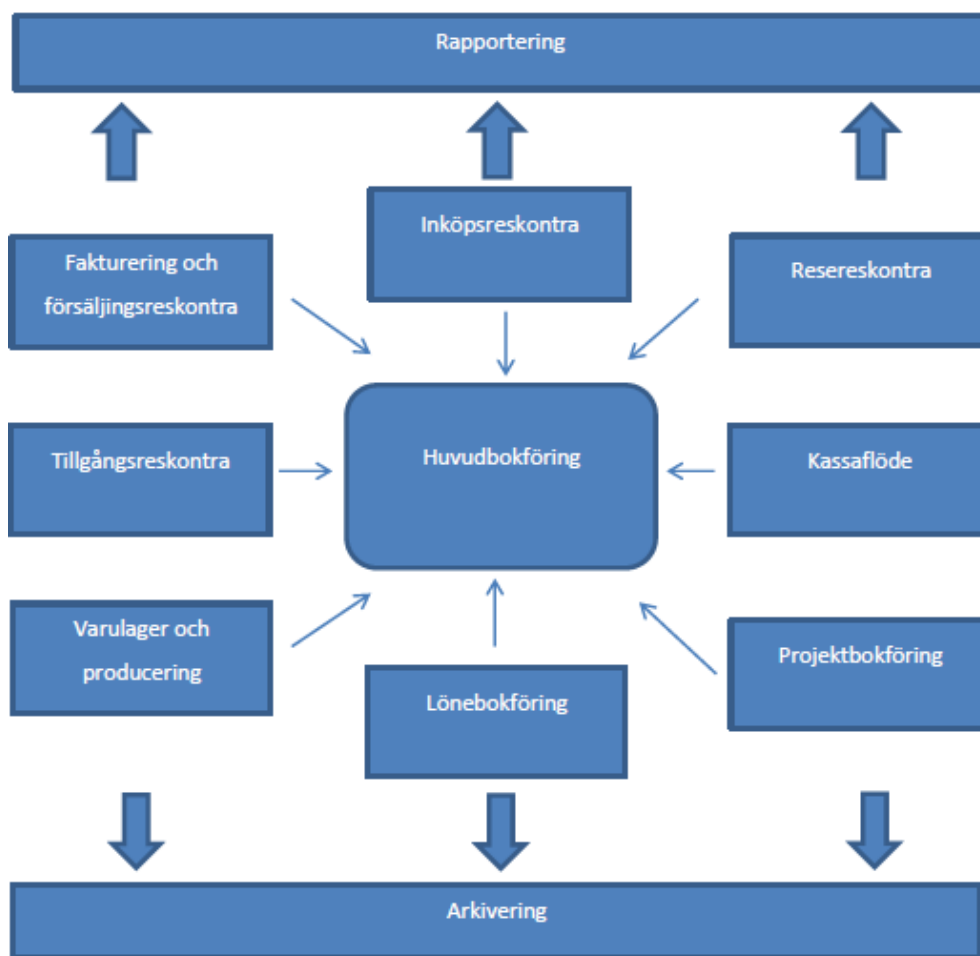 Rapportering
Inköpsreskontra
Fakturering och
försäljingsreskontra
Resereskontra
Tillgångsreskontra
Huvudbokföring
Kassaflöde
Varulager och
producering
Lönebokföring
Projektbokföring
Arkivering